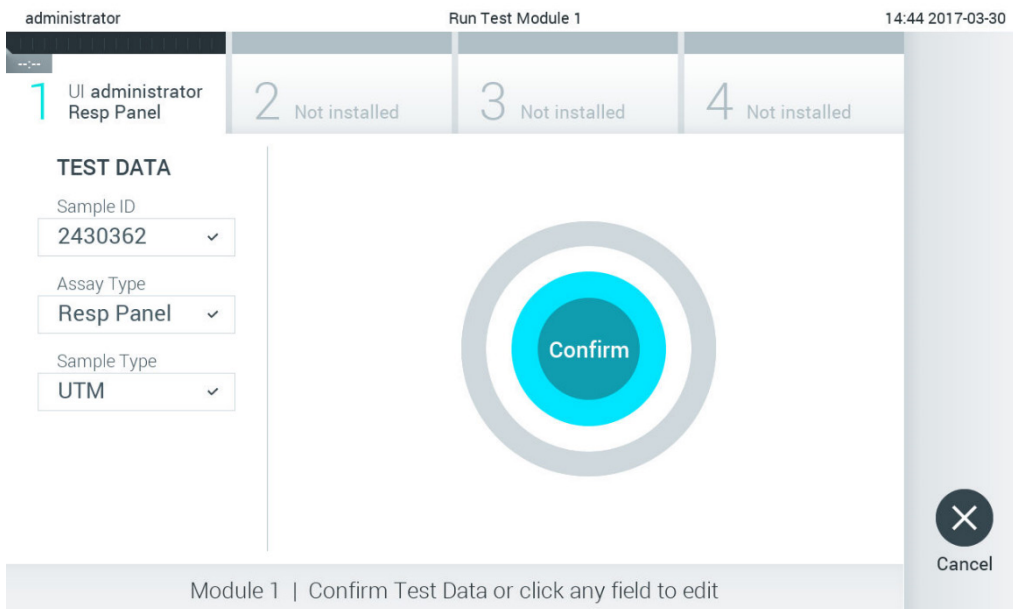 administrator
Run Test Module 1
14:44 2017-03-30
--:--
1
UI administrator
Resp Panel
2 Not installed
3 Not installed
4 Not installed
TEST DATA
Sample ID
2430362
Assay Type
Resp Panel
Sample Type
UTM
Confirm
Cancel
Module 1 | Confirm Test Data or click any field to edit